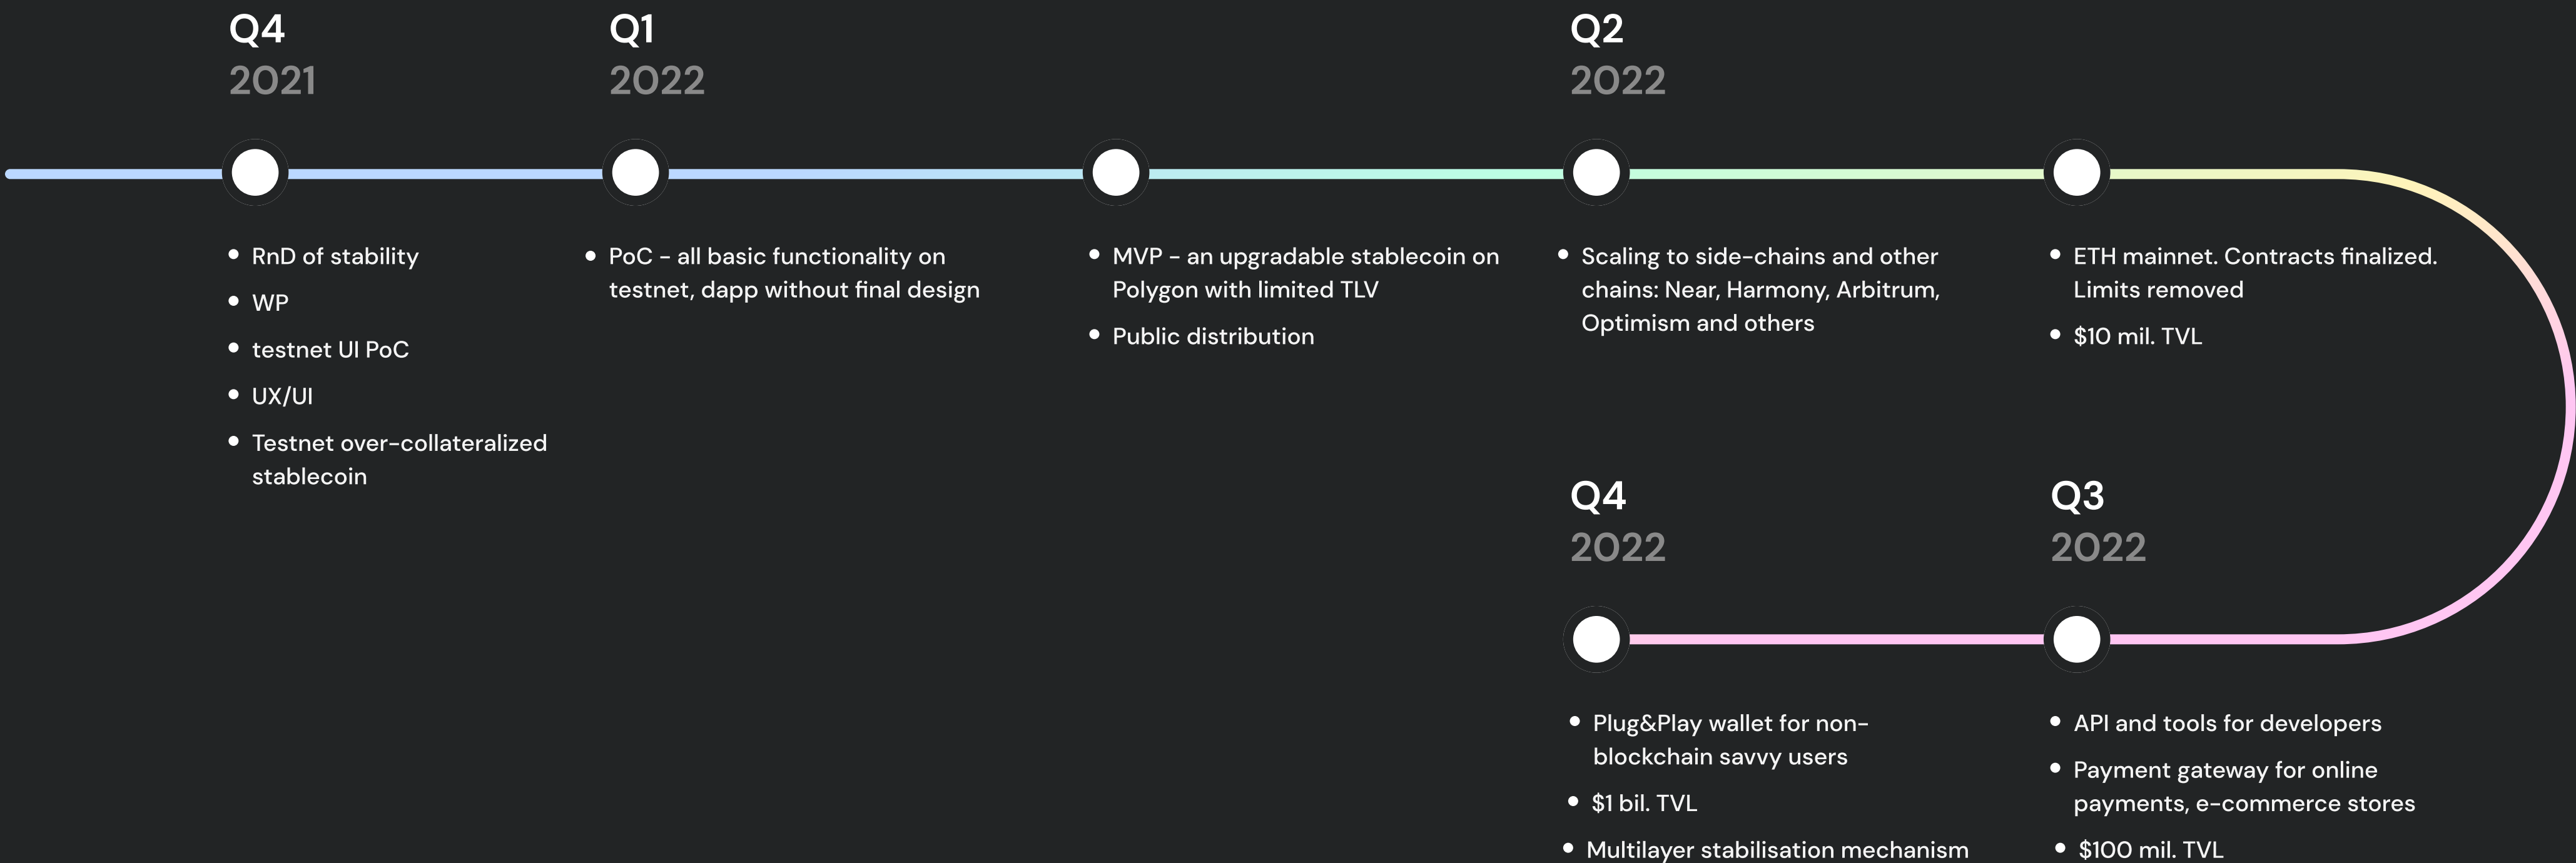 Q4
2021
Q1
2022
Q2
2022
RnD of stability
WP
testnet UI PoC
UX/UI
Testnet over-collateralized
stablecoin
PoC - all basic functionality on
testnet, dapp without final design
MVP - an upgradable stablecoin on
Polygon with limited TLV
Public distribution
Scaling to side-chains and other
chains: Near, Harmony, Arbitrum,
Optimism and others
ETH mainnet. Contracts finalized.
Limits removed
$10 mil. TVL
Q3
2022
API and tools for developers
Payment gateway for online
payments, e-commerce stores
$100 mil. TVL
Q4
2022
Plug&Play wallet for non-
blockchain savvy users
$1 bil. TVL
Multilayer stabilisation mechanism